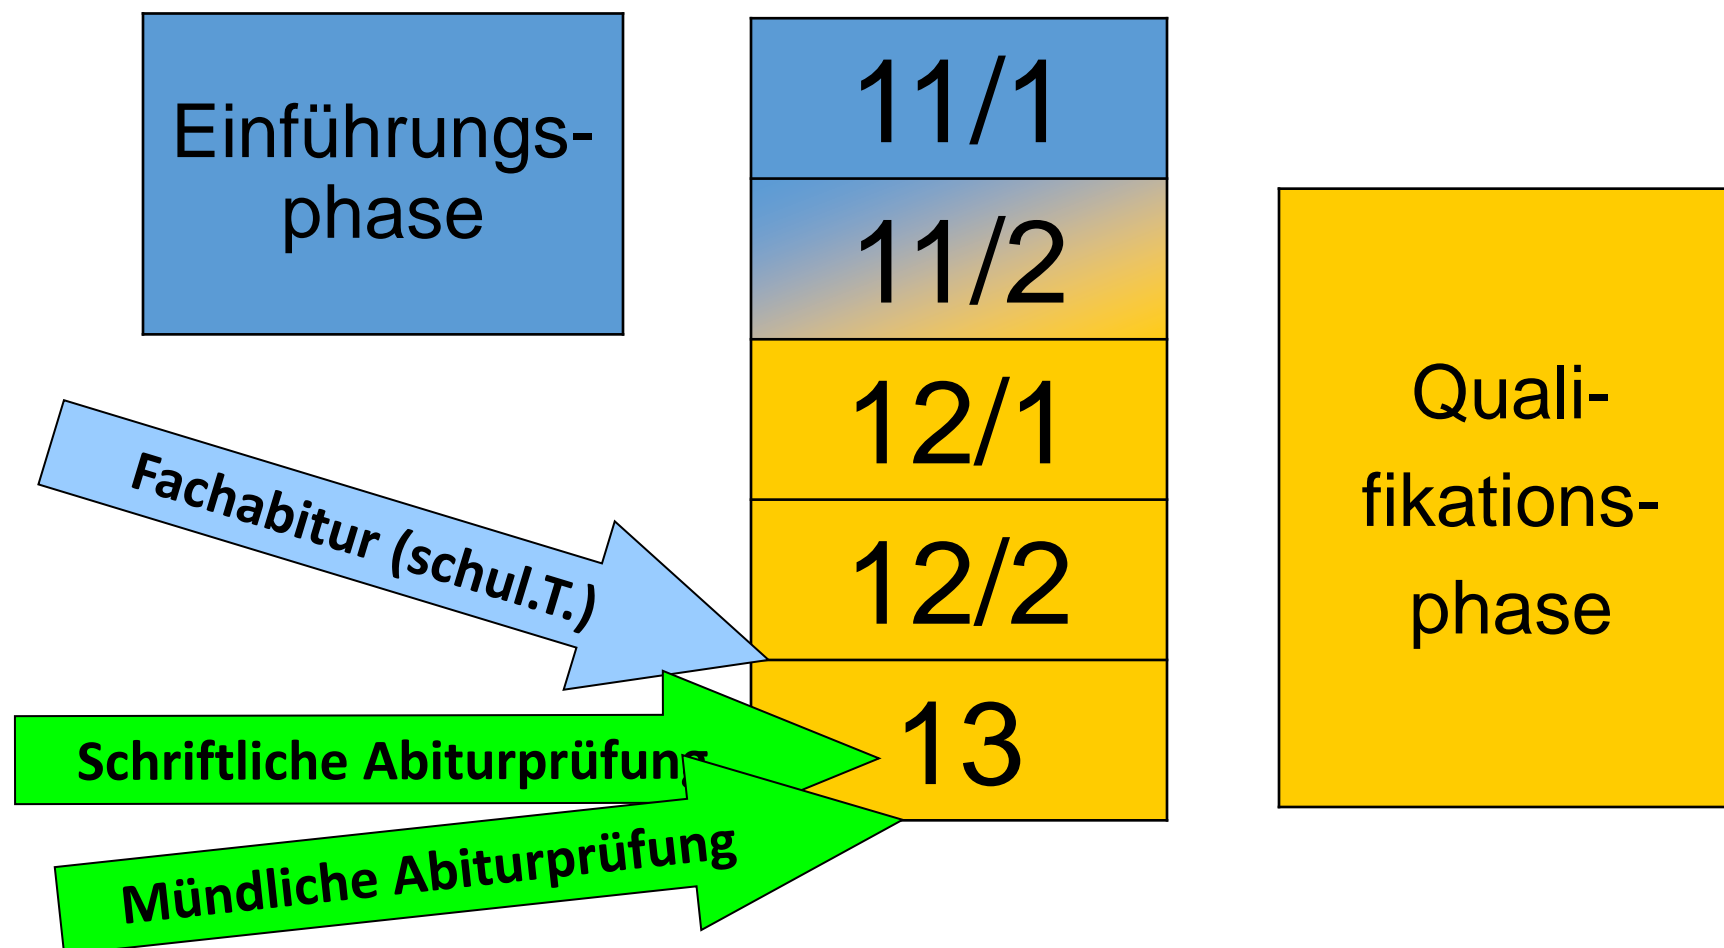 Einführungs-
phase
11/1
11/2
12/1
12/2
13
Quali-
fikations-
phase
Fachabitur (schul.T.)
Schriftliche Abiturprüfung
Mündliche Abiturprüfung